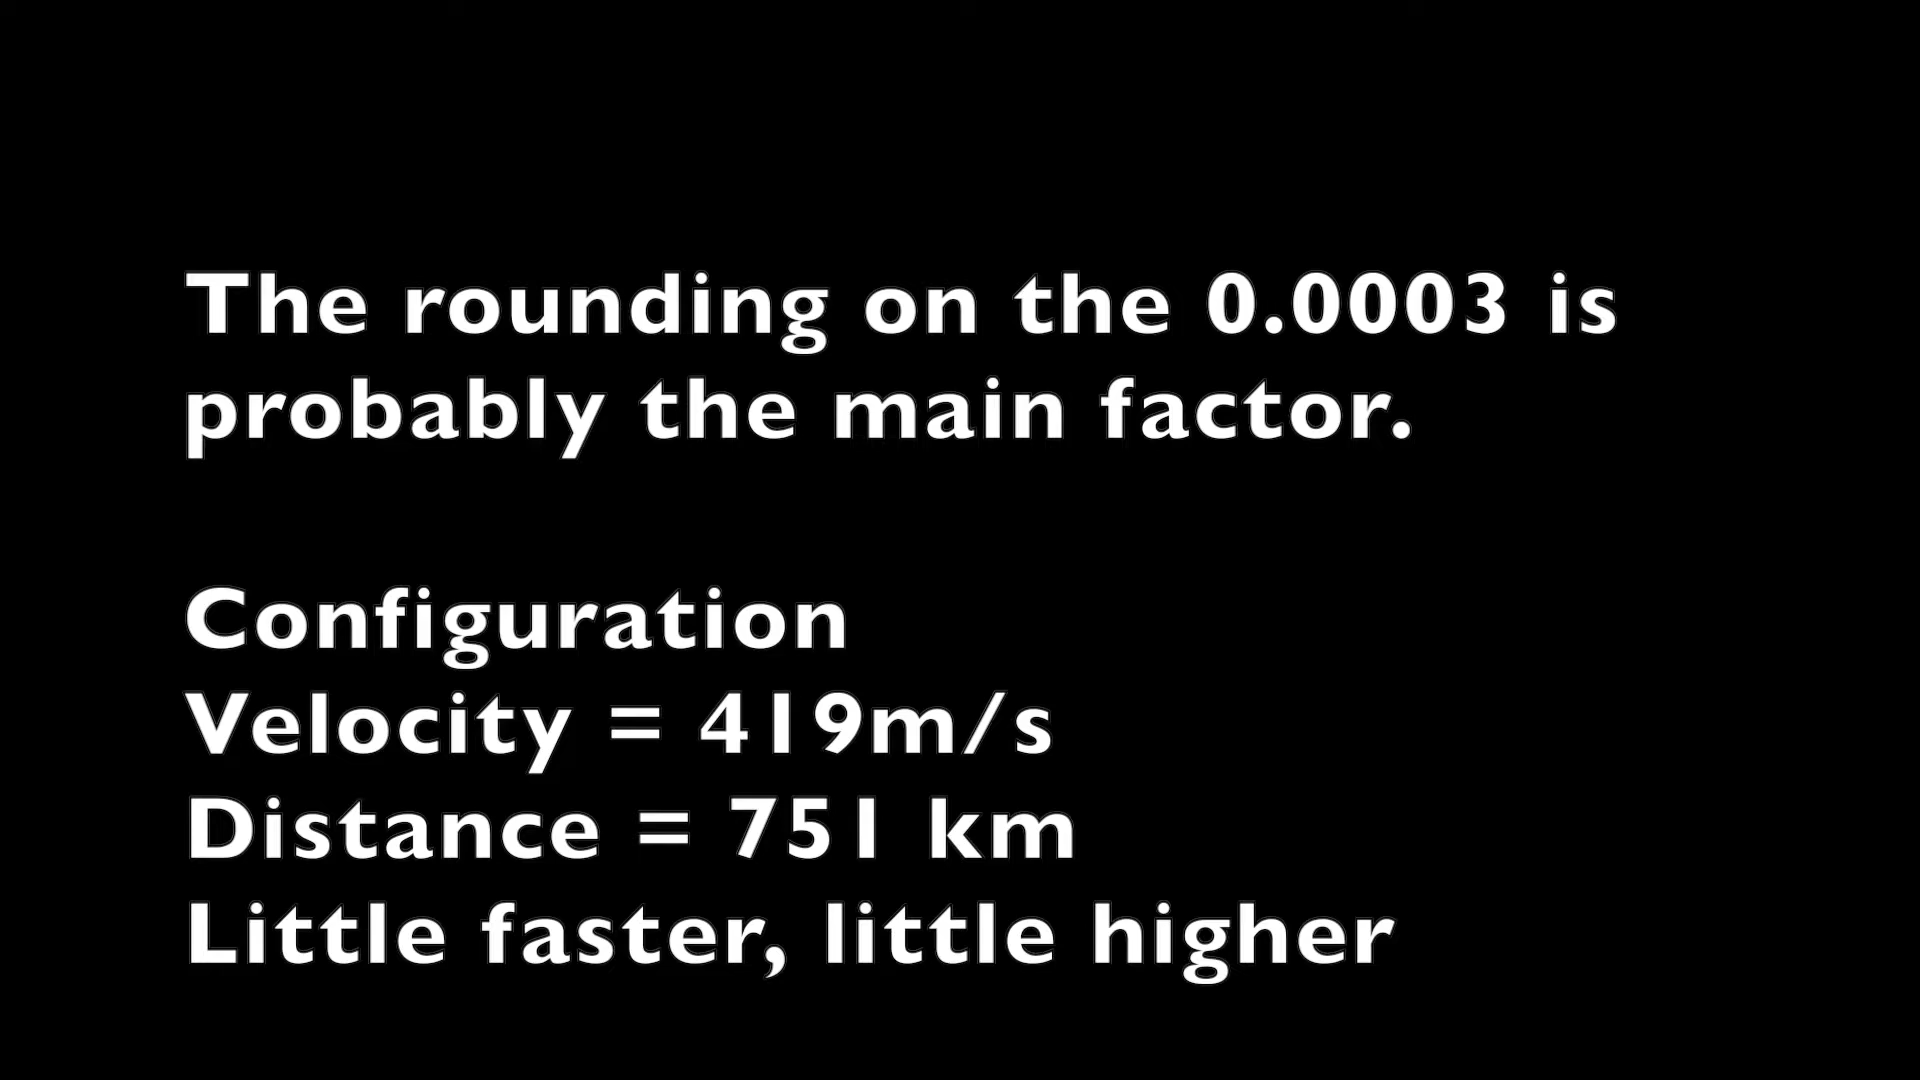 The rounding on the 0.0003 is
probably the main factor.
Configuration
Velocity = 419m/s
Distance = 751 km
Little faster, little higher